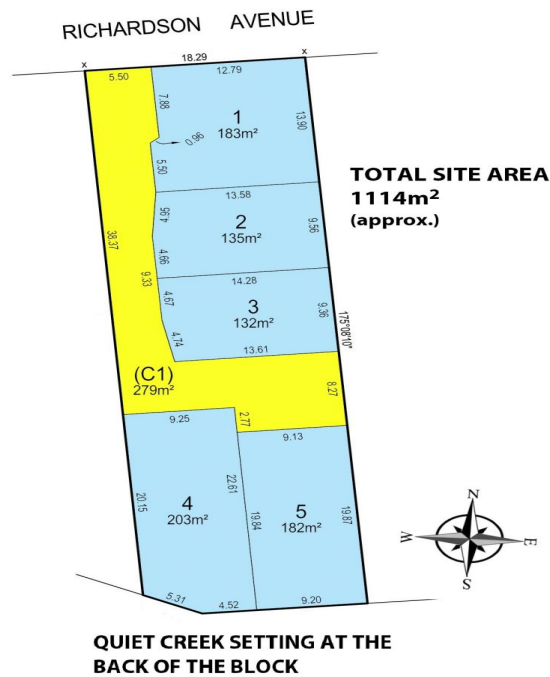 RICHARDSON AVENUE
x 18.29 x
5.50 12.79
7.88
1
183m²
13.90
0.96
5.50
TOTAL SITE AREA
1114m²
(approx.)
13.58
4.95
2
135m²
9.56
38.37
4.66
9.33
14.28
4.67
3
132m²
9.36
175°08'10"
4.74
13.61
(C1)
279m²
8.27
9.25
2.77
9.13
20.15
4
203m²
22.61
19.84
5
182m²
19.87
N
W E
S
5.31
4.52
9.20
QUIET CREEK SETTING AT THE
BACK OF THE BLOCK